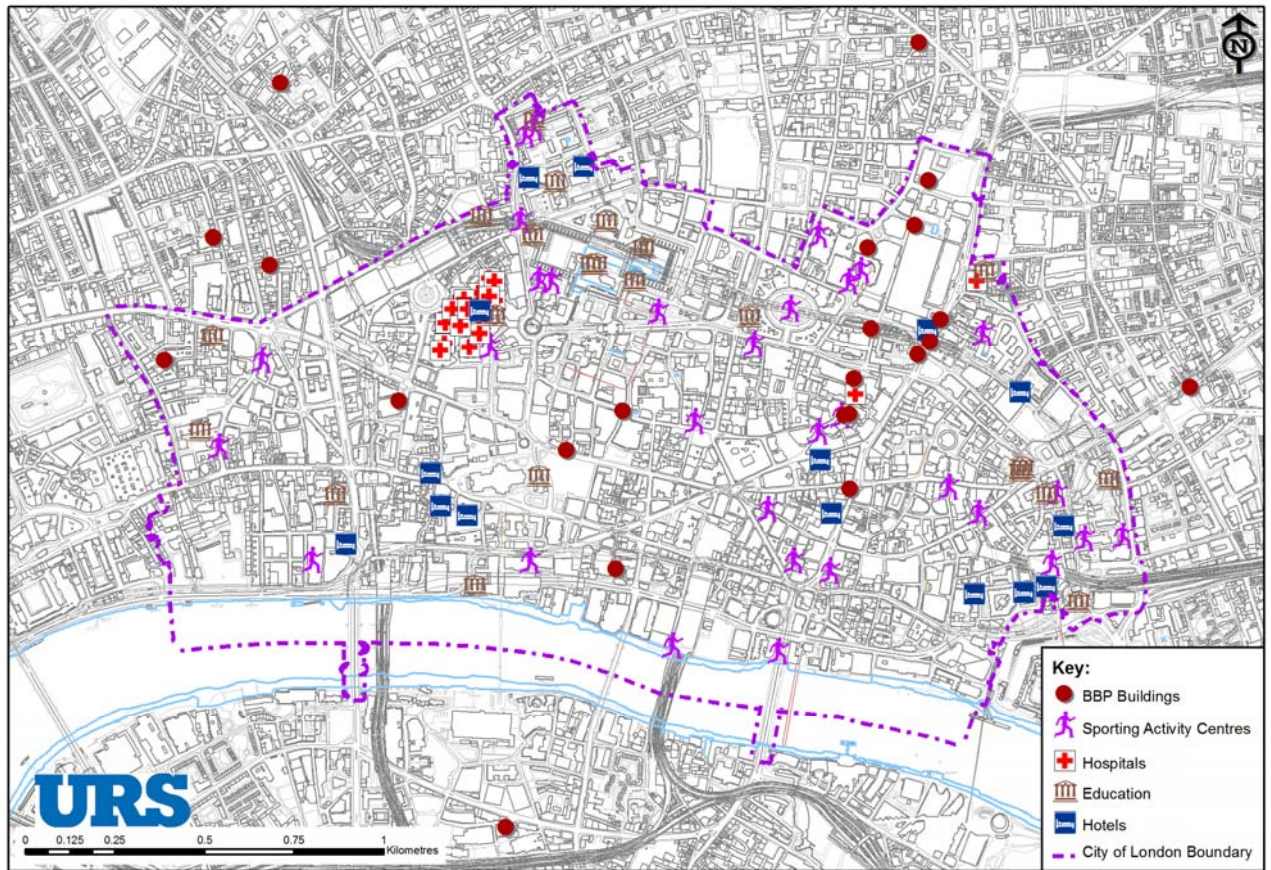 N
Key:
BBP Buildings
Sporting Activity Centres
Hospitals
Education
Hotels
City of London Boundary
URS
0 0.125 0.25 0.5 0.75 1
Kilometres